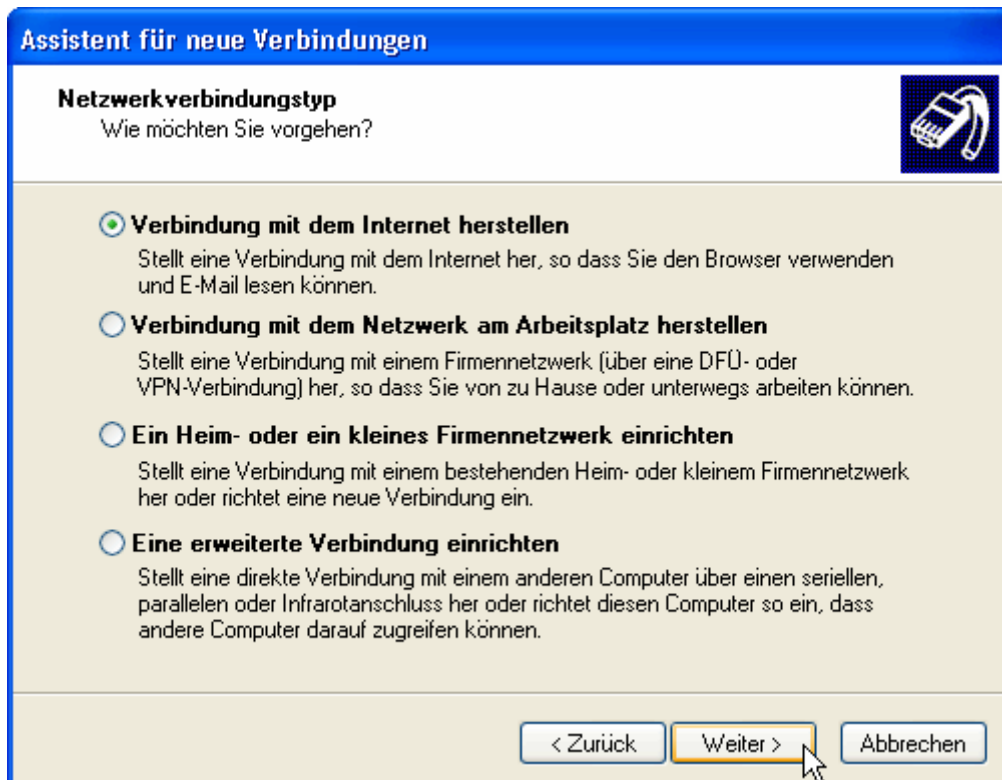 Assistent für neue Verbindungen
Netzwerkverbindungstyp
Wie möchten Sie vorgehen?
Verbindung mit dem Internet herstellen
Stellt eine Verbindung mit dem Internet her, so dass Sie den Browser verwenden
und E-Mail lesen können.
Verbindung mit dem Netzwerk am Arbeitsplatz herstellen
Stellt eine Verbindung mit einem Firmennetzwerk (über eine DFÜ- oder
VPN-Verbindung) her, so dass Sie von zu Hause oder unterwegs arbeiten können.
Ein Heim- oder ein kleines Firmennetzwerk einrichten
Stellt eine Verbindung mit einem bestehenden Heim- oder kleinem Firmennetzwerk
her oder richtet eine neue Verbindung ein.
Eine erweiterte Verbindung einrichten
Stellt eine direkte Verbindung mit einem anderen Computer über einen seriellen,
parallelen oder Infrarotanschluss her oder richtet diesen Computer so ein, dass
andere Computer darauf zugreifen können.
< Zurück Weiter > Abbrechen